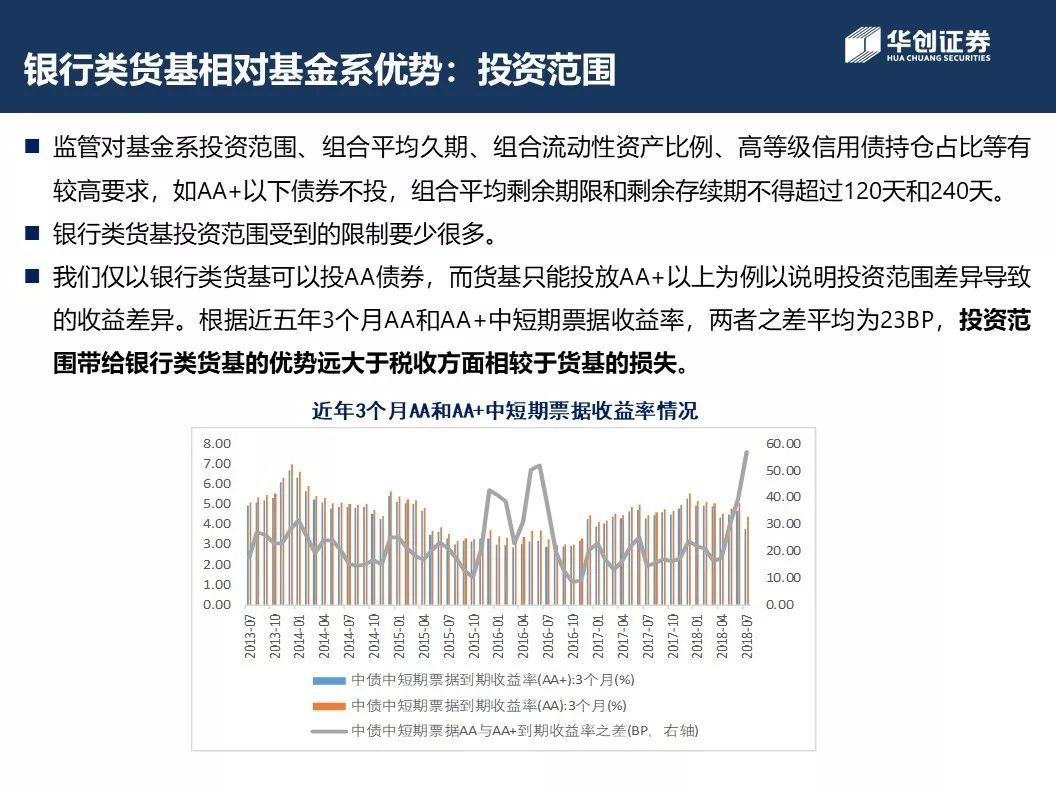 银行类货基相对基金系优势：投资范围
华创证券
HUA CHUANG SECURITIES
监管对基金系投资范围、组合平均久期、组合流动性资产比例、高等级信用债持仓占比等有
较高要求，如AA+以下债券不投，组合平均剩余期限和剩余存续期不得超过120天和240天。
银行类货基投资范围受到的限制要少很多。
我们仅以银行类货基可以投AA债券，而货基只能投放AA+以上为例以说明投资范围差异导致
的收益差异。根据近五年3个月AA和AA+中短期票据收益率，两者之差平均为23BP，投资范
围带给银行类货基的优势远大于税收方面相较于货基的损失。
近年3个月AA和AA+中短期票据收益率情况
8.00
7.00
6.00
5.00
4.00
3.00
2.00
1.00
0.00
60.00
50.00
40.00
30.00
20.00
10.00
0.00
2013-07
2013-10
2014-01
2014-04
2014-07
2014-10
2015-01
2015-04
2015-07
2015-10
2016-01
2016-04
2016-07
2016-10
2017-01
2017-04
2017-07
2017-10
2018-01
2018-04
2018-07
中债中短期票据到期收益率(AA+):3个月(%)
中债中短期票据到期收益率(AA):3个月(%)
中债中短期票据AA与AA+到期收益率之差(BP、右轴)